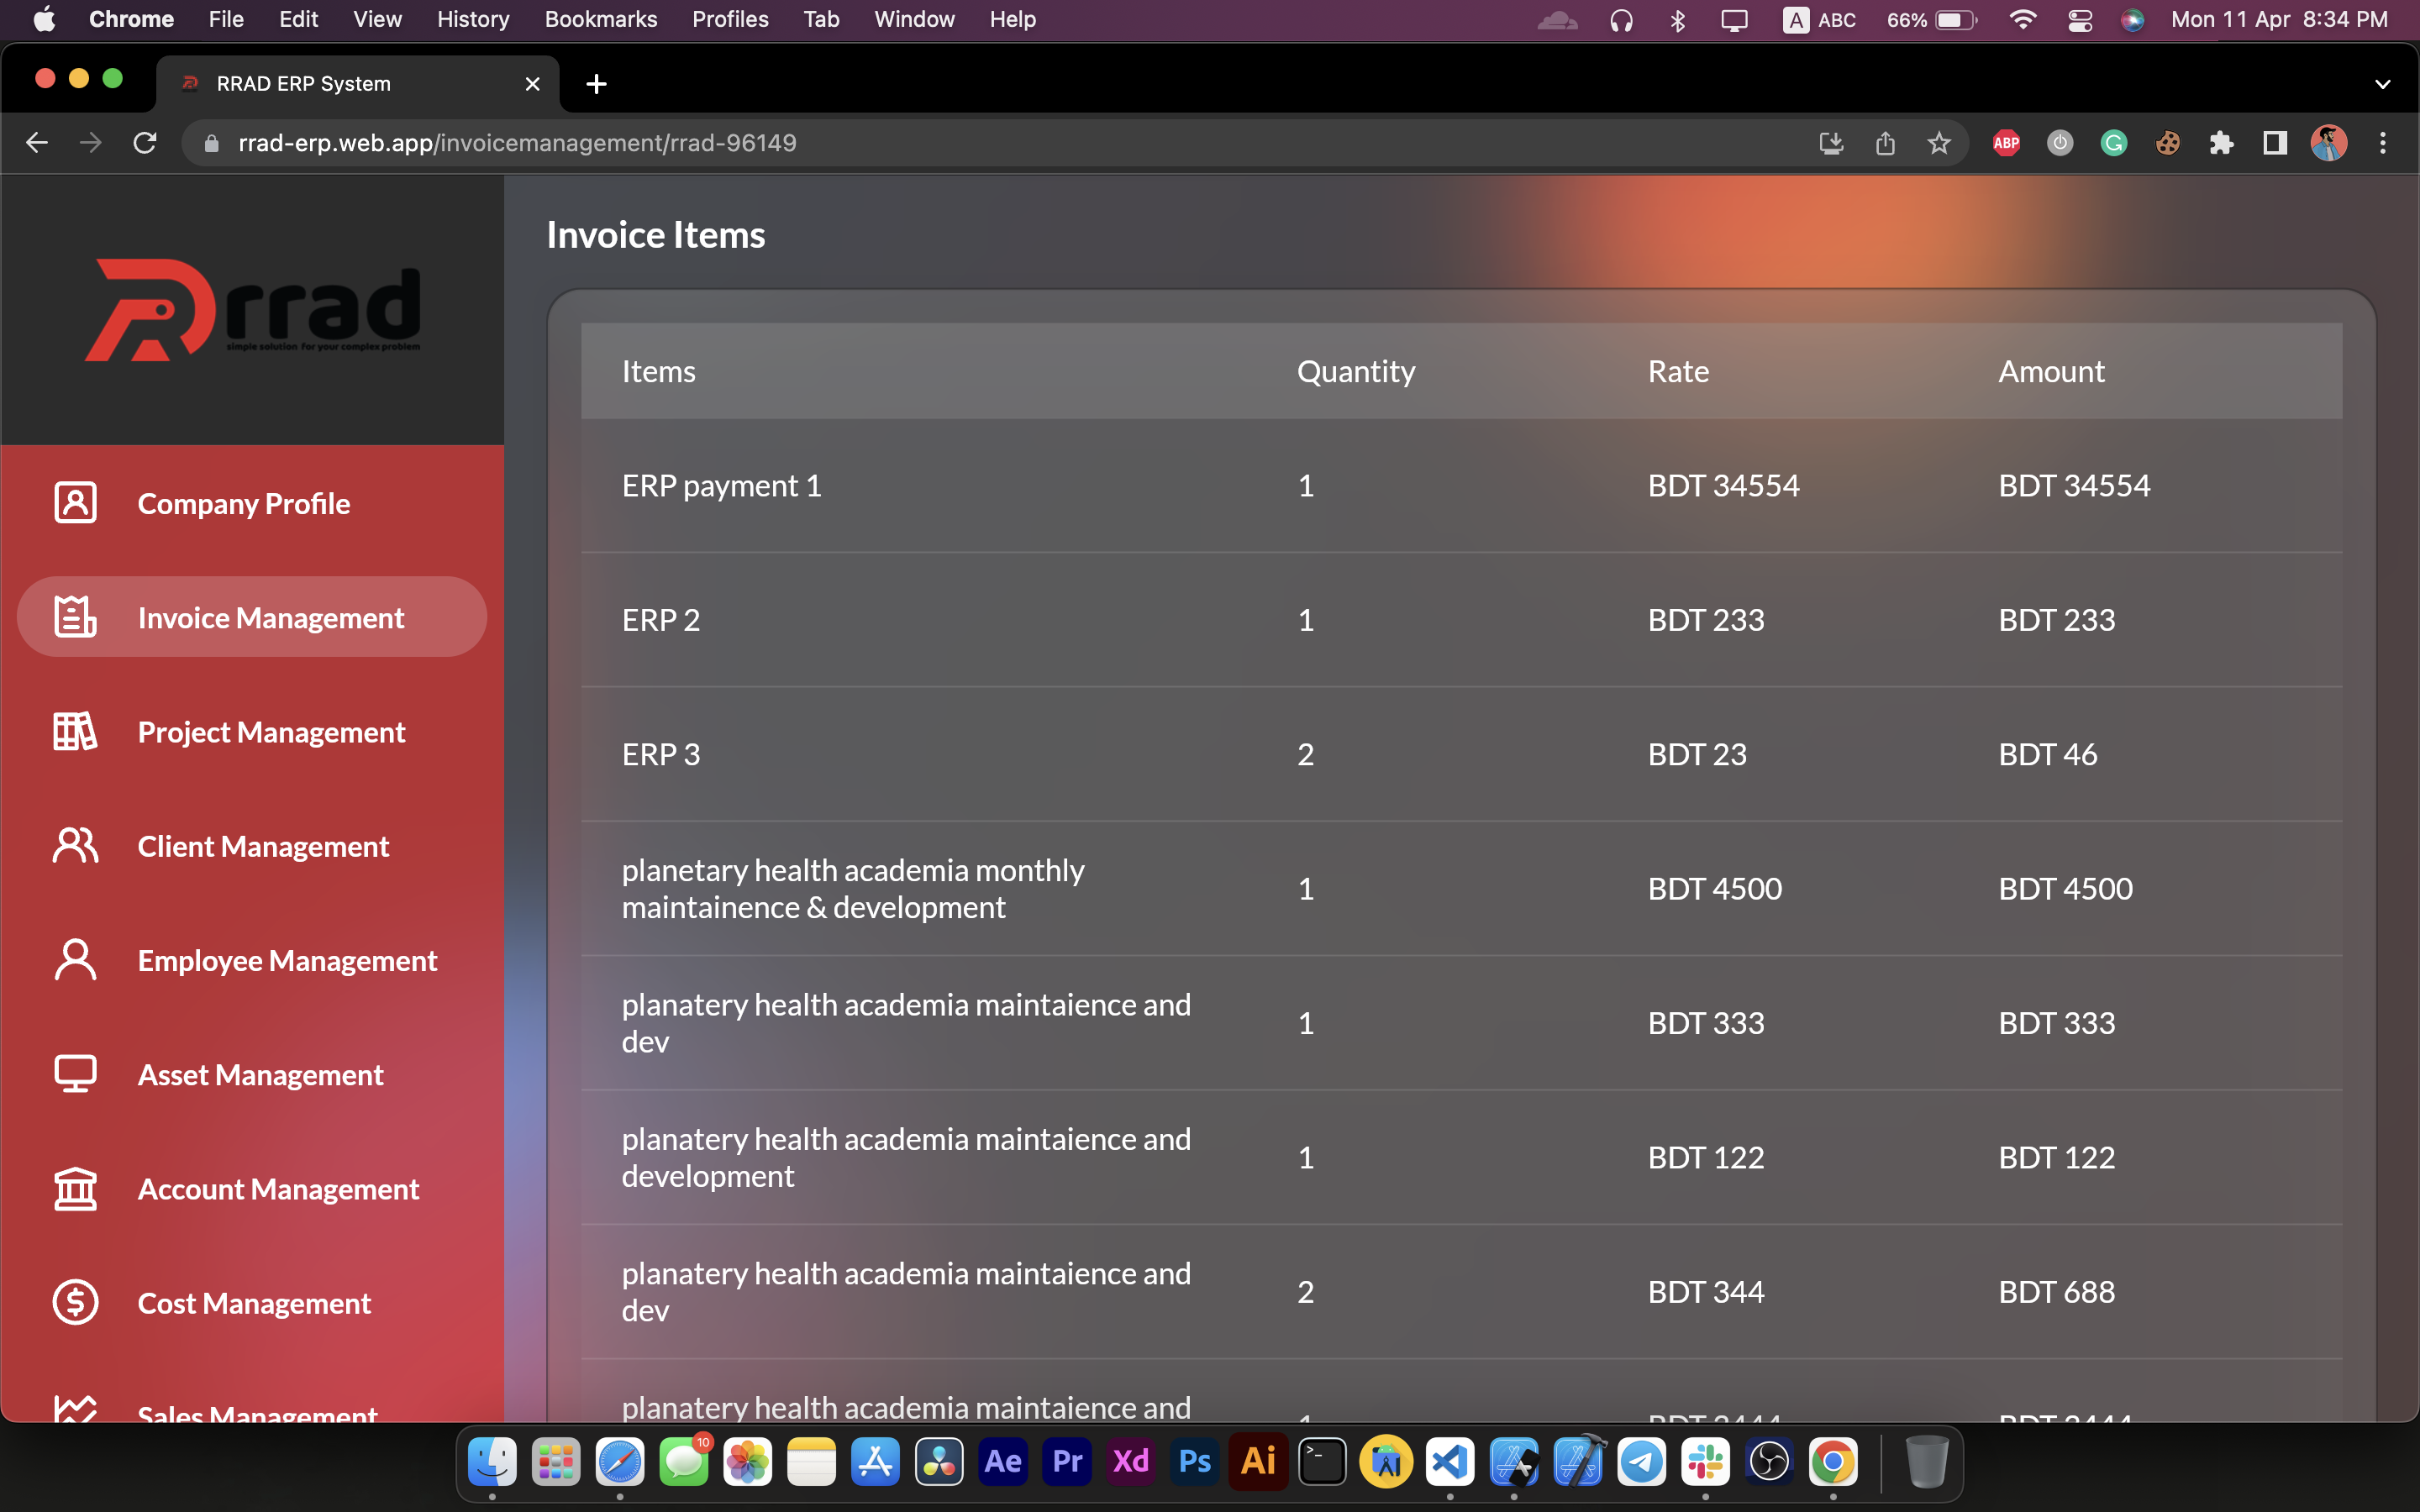 Chrome File Edit View History Bookmarks Profiles Tab Window Help A ABC 66% Mon 11 Apr 8:34 PM
RRAD ERP System
rrad-erp.web.app/invoicemanagement/rrad-96149 ABP
rrad
simple solution for your complex problem
Company Profile
Invoice Management
Project Management
Client Management
Employee Management
Asset Management
Account Management
Cost Management
Sales Management
Invoice Items
Items Quantity Rate Amount
ERP payment 1 1 BDT 34554 BDT 34554
ERP 2 1 BDT 233 BDT 233
ERP 3 2 BDT 23 BDT 46
planetary health academia monthly
maintainence & development 1 BDT 4500 BDT 4500
planatery health academia maintaience and
dev 1 BDT 333 BDT 333
planatery health academia maintaience and
development 1 BDT 122 BDT 122
planatery health academia maintaience and
dev 2 BDT 344 BDT 688
planatery health academia maintaience and
10
Ae Pr Xd Ps Ai